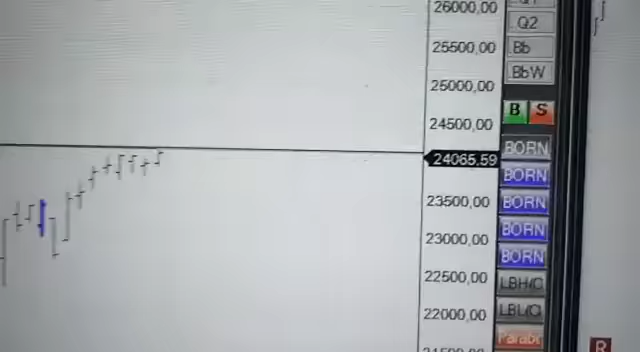 26000,00
Q2
25500,00
Bb
BbW
25000,00
B S
24500,00
BORN
24065.59
BORN
23500,00
BORN
BORN
23000,00
BORN
22500,00
LBH/C
LBL/C
22000,00
R